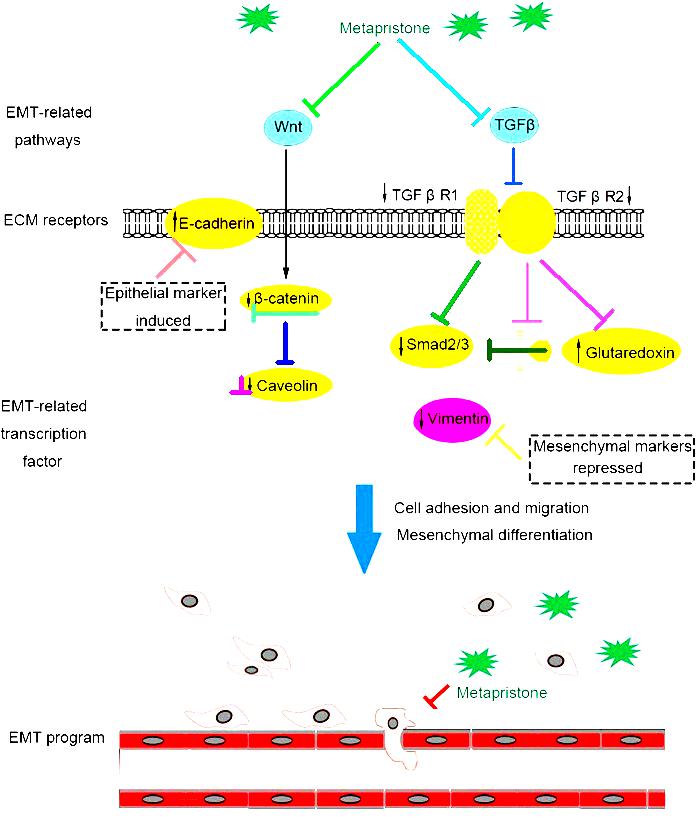 Metapristone
EMT-related
pathways
Wnt
TGFβ
↓ TGF β R1
TGF β R2↓
ECM receptors
↑E-cadherin
Epithelial marker
induced
↓β-catenin
↓Smad2/3
↑ Glutaredoxin
↓ Caveolin
EMT-related
transcription
factor
↓ Vimentin
Mesenchymal markers
repressed
Cell adhesion and migration
Mesenchymal differentiation
Metapristone
EMT program